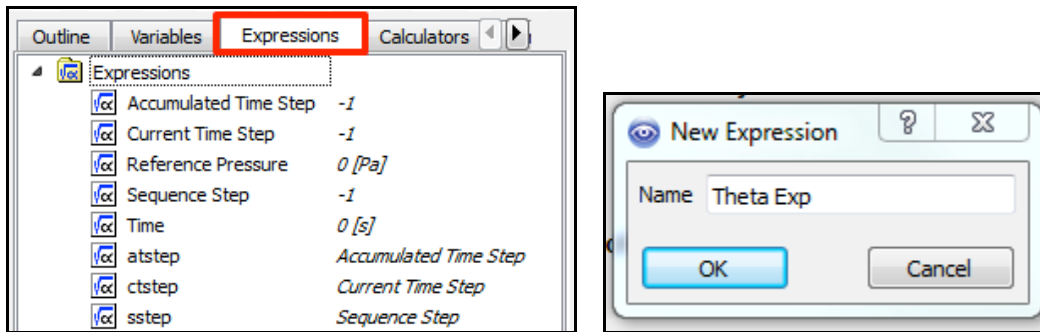 Outline Variables Expressions Calculators
Expressions
Accumulated Time Step -1
Current Time Step -1
Reference Pressure 0 [Pa]
Sequence Step -1
Time 0 [s]
atstep Accumulated Time Step
ctstep Current Time Step
sstep Sequence Step
New Expression
Name Theta Exp
OK Cancel